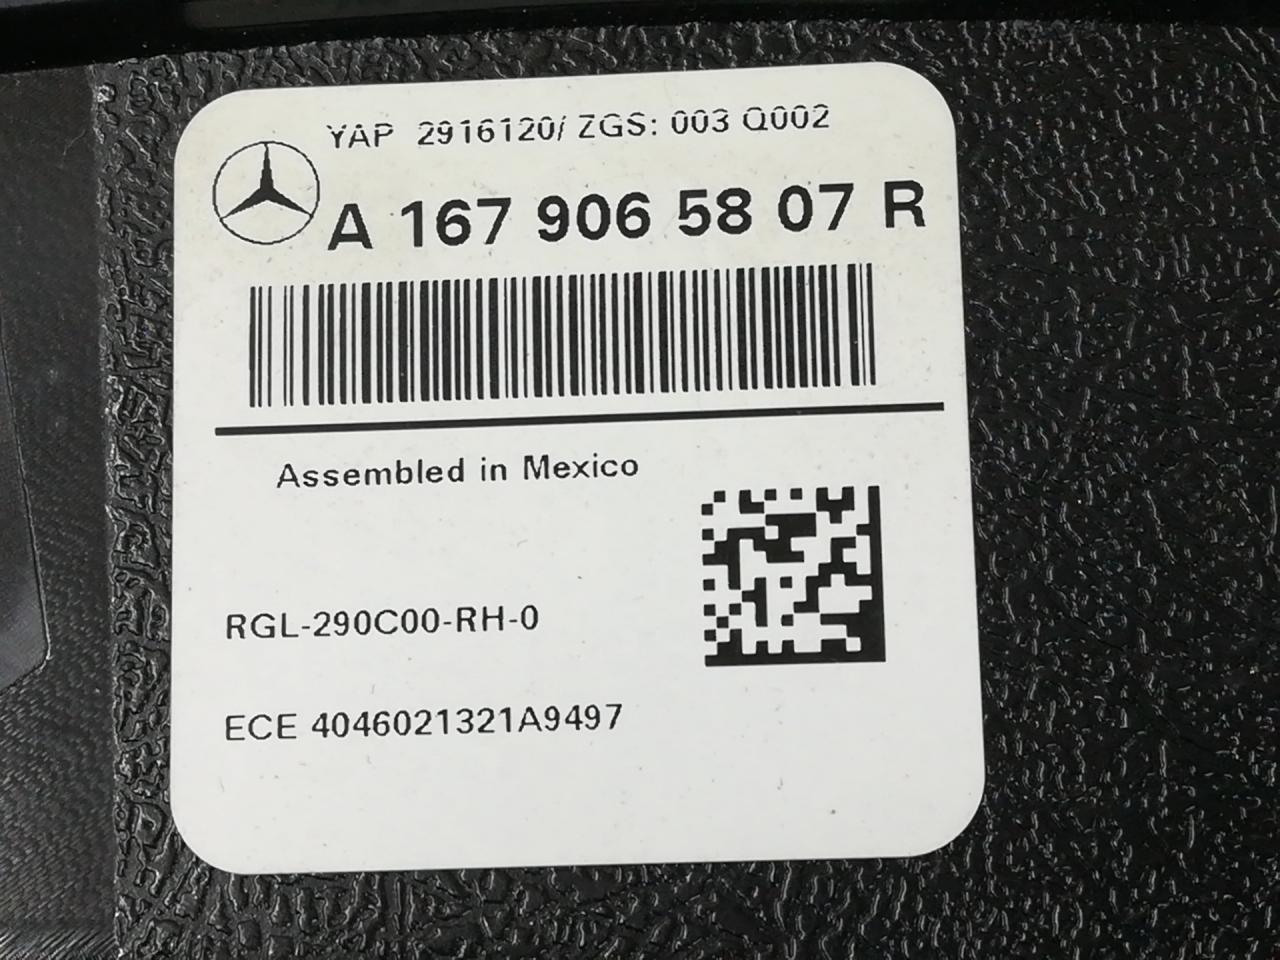 YAP 2916120/ ZGS: 003 Q002
A 167 906 58 07 R
Assembled in Mexico
RGL-290C00-RH-0
ECE 4046021321A9497